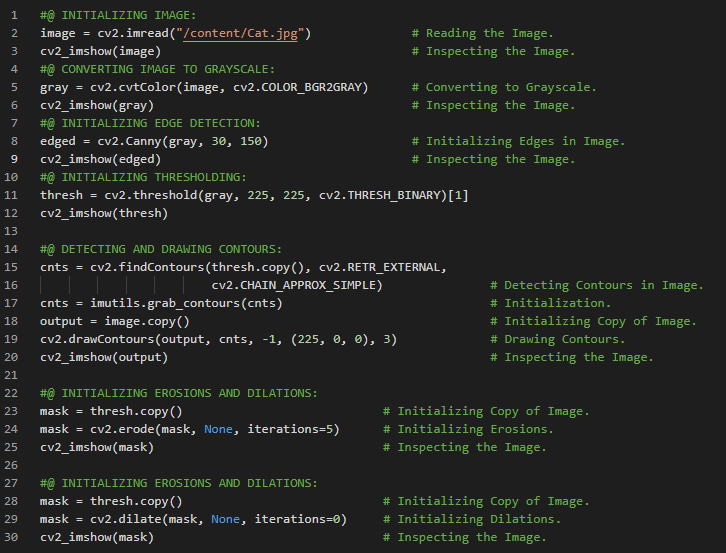 1 #@ INITIALIZING IMAGE:
2 image = cv2.imread("/content/Cat.jpg") # Reading the Image.
3 cv2_imshow(image) # Inspecting the Image.
4 #@ CONVERTING IMAGE TO GRAYSCALE:
5 gray = cv2.cvtColor(image, cv2.COLOR_BGR2GRAY) # Converting to Grayscale.
6 cv2_imshow(gray) # Inspecting the Image.
7 #@ INITIALIZING EDGE DETECTION:
8 edged = cv2.Canny(gray, 30, 150) # Initializing Edges in Image.
9 cv2_imshow(edged) # Inspecting the Image.
10 #@ INITIALIZING THRESHOLDING:
11 thresh = cv2.threshold(gray, 225, 225, cv2.THRESH_BINARY)[1]
12 cv2_imshow(thresh)
13
14 #@ DETECTING AND DRAWING CONTOURS:
15 cnts = cv2.findContours(thresh.copy(), cv2.RETR_EXTERNAL,
16 cv2.CHAIN_APPROX_SIMPLE) # Detecting Contours in Image.
17 cnts = imutils.grab_contours(cnts) # Initialization.
18 output = image.copy() # Initializing Copy of Image.
19 cv2.drawContours(output, cnts, -1, (225, 0, 0), 3) # Drawing Contours.
20 cv2_imshow(output) # Inspecting the Image.
21
22 #@ INITIALIZING EROSIONS AND DILATIONS:
23 mask = thresh.copy() # Initializing Copy of Image.
24 mask = cv2.erode(mask, None, iterations=5) # Initializing Erosions.
25 cv2_imshow(mask) # Inspecting the Image.
26
27 #@ INITIALIZING EROSIONS AND DILATIONS:
28 mask = thresh.copy() # Initializing Copy of Image.
29 mask = cv2.dilate(mask, None, iterations=0) # Initializing Dilations.
30 cv2_imshow(mask) # Inspecting the Image.